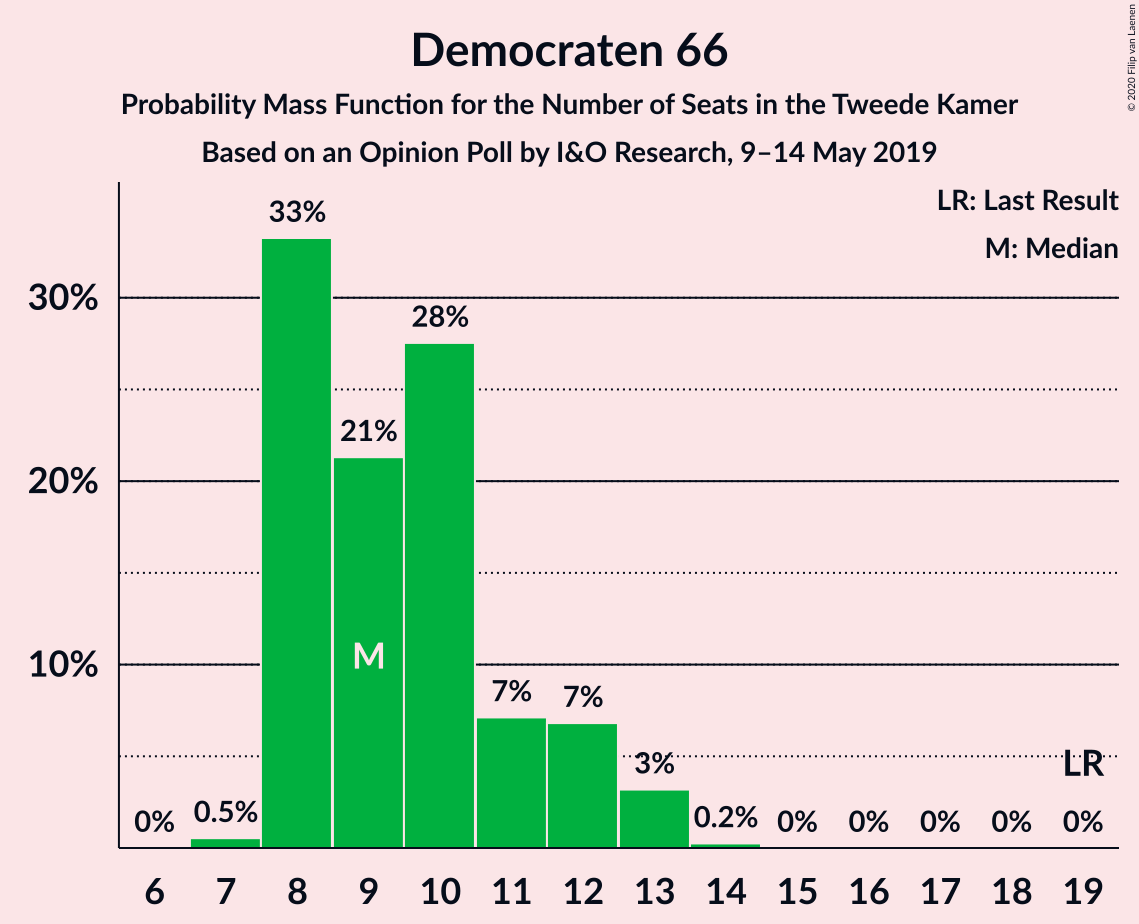 Democraten 66
Probability Mass Function for the Number of Seats in the Tweede Kamer
Based on an Opinion Poll by I&O Research, 9–14 May 2019
© 2020 Filip van Laenen
LR: Last Result
M: Median
30%
20%
10%
0%
0.5%
33%
21%
28%
7%
7%
3%
0.2%
0%
0%
0%
0%
0%
M
LR
6 7 8 9 10 11 12 13 14 15 16 17 18 19